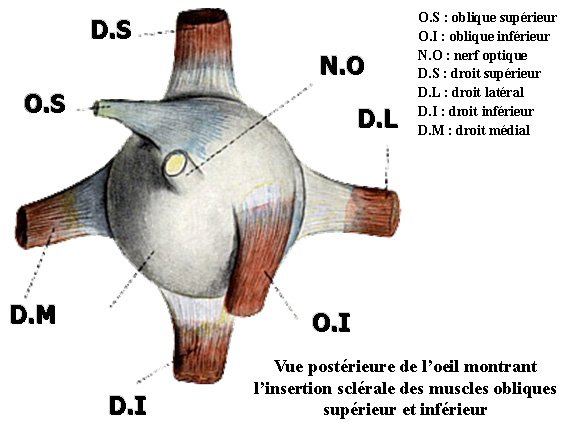 D.S
O.S : oblique supérieur
O.I : oblique inférieur
N.O : nerf optique
D.S : droit supérieur
D.L : droit latéral
D.I : droit inférieur
D.M : droit médial
N.O
O.S
D.L
D.M
O.I
D.I
Vue postérieure de l'oeil montrant
l'insertion sclérale des muscles obliques
supérieur et inférieur